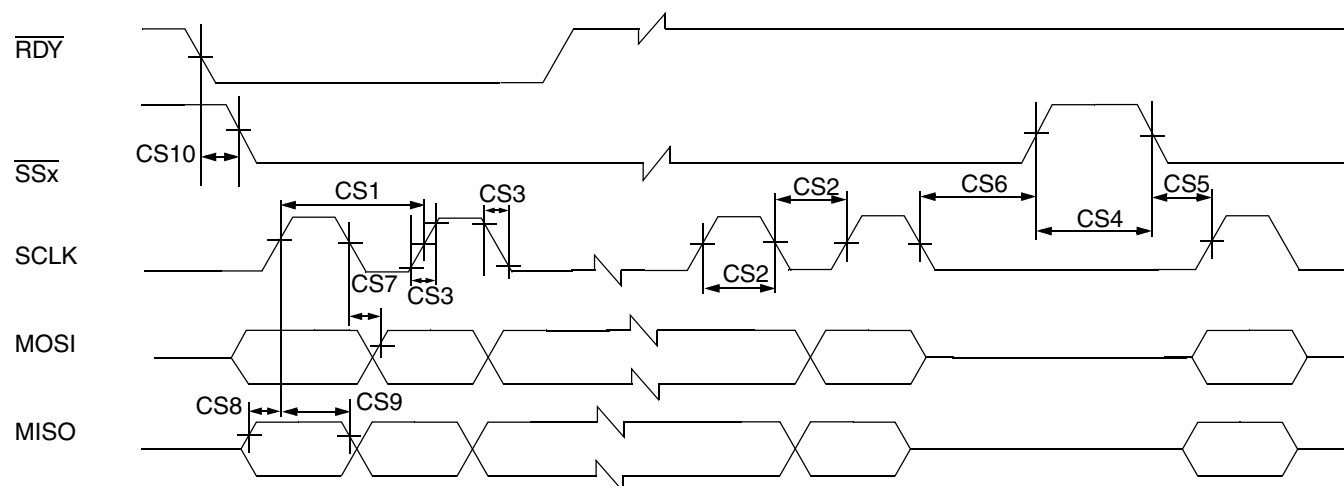 RDY
CS10
SSx
CS1
CS3
CS2
CS6
CS5
CS4
SCLK
CS7
CS3
CS2
MOSI
CS8
CS9
MISO